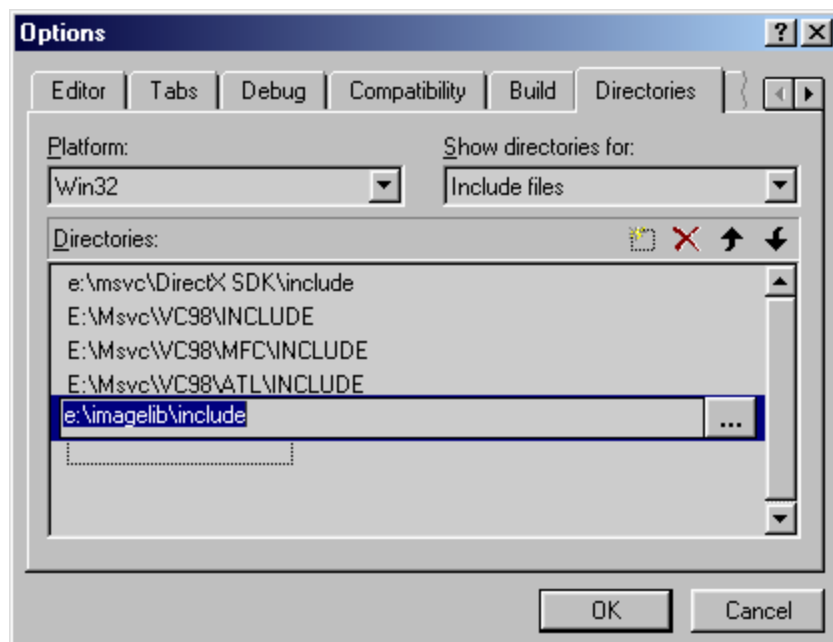 Options
Editor Tabs Debug Compatibility Build Directories
Platform: Show directories for:
Win32 Include files
Directories:
e:\msvc\DirectX SDK\include
E:\Msvc\VC98\INCLUDE
E:\Msvc\VC98\MFC\INCLUDE
E:\Msvc\VC98\ATL\INCLUDE
e:\imagelib\include ...
OK Cancel